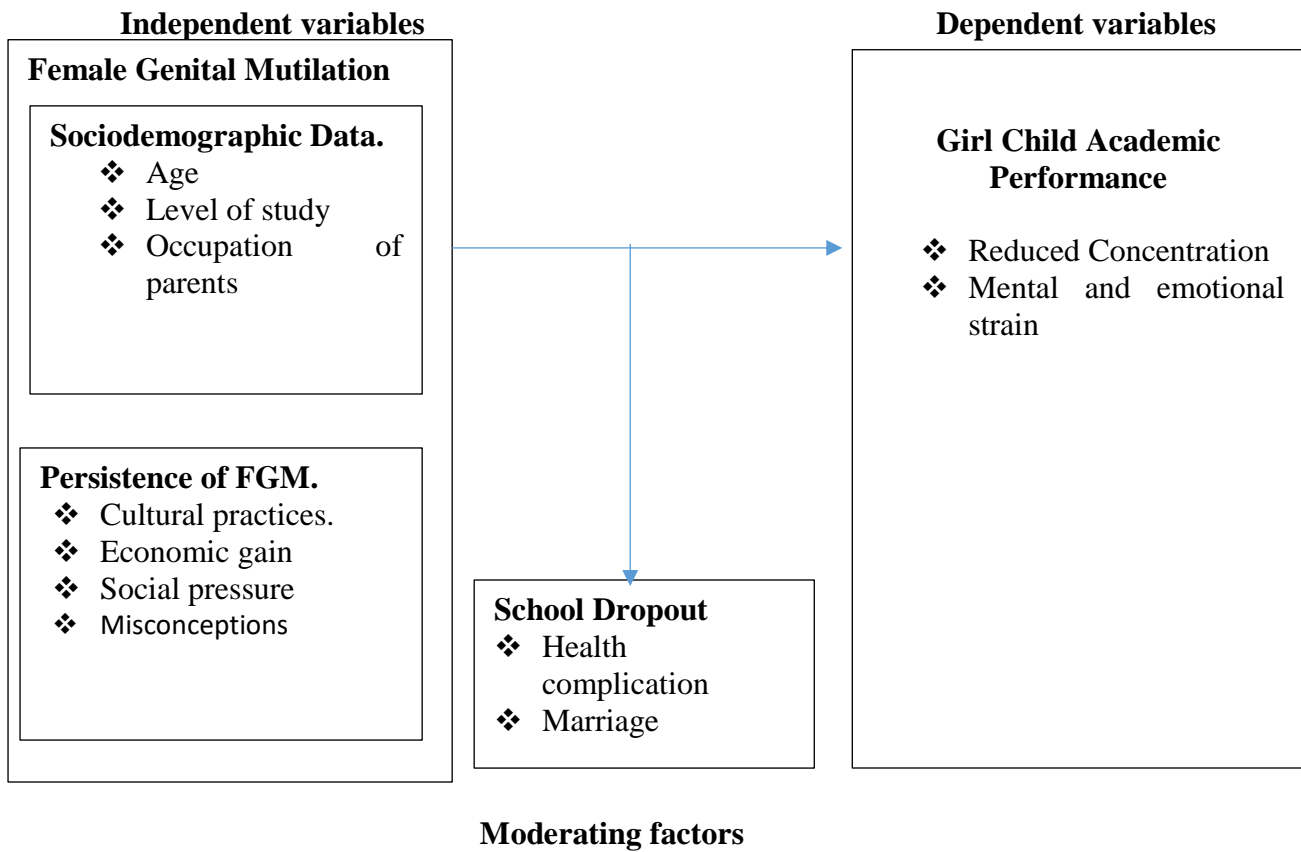 Independent variables
Dependent variables
Female Genital Mutilation
Sociodemographic Data.
❖ Age
❖ Level of study
❖ Occupation of
parents
Persistence of FGM.
❖ Cultural practices.
❖ Economic gain
❖ Social pressure
❖ Misconceptions
School Dropout
❖ Health
complication
❖ Marriage
Girl Child Academic
Performance
❖ Reduced Concentration
❖ Mental and emotional
strain
Moderating factors